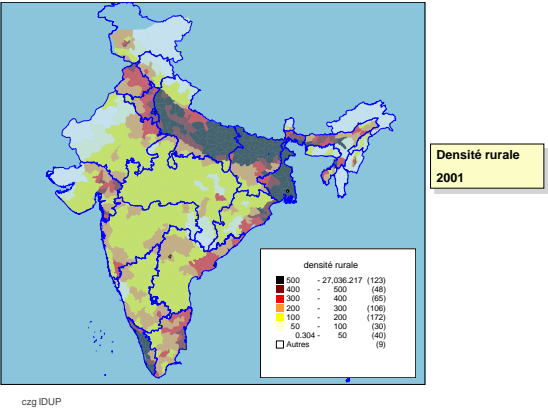 Densité rurale
2001
densité rurale
500 - 27,036.217 (123)
400 - 500 (48)
300 - 400 (65)
200 - 300 (106)
100 - 200 (172)
50 - 100 (30)
0.304 - 50 (40)
Autres (9)
czg IDUP